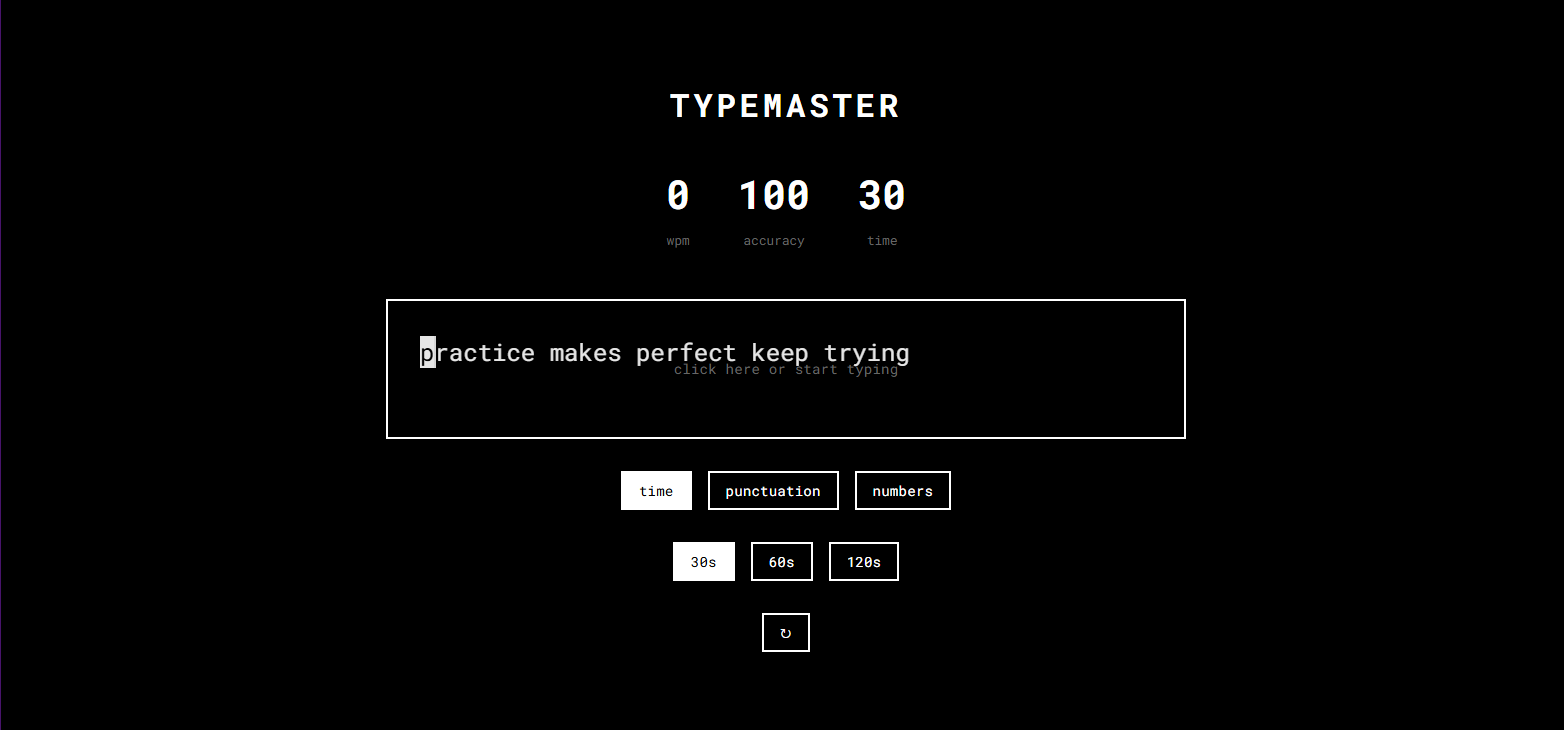 TYPEMASTER
0 100 30
wpm accuracy time
practice makes perfect keep trying
click here or start typing
time punctuation numbers
30s 60s 120s
↻